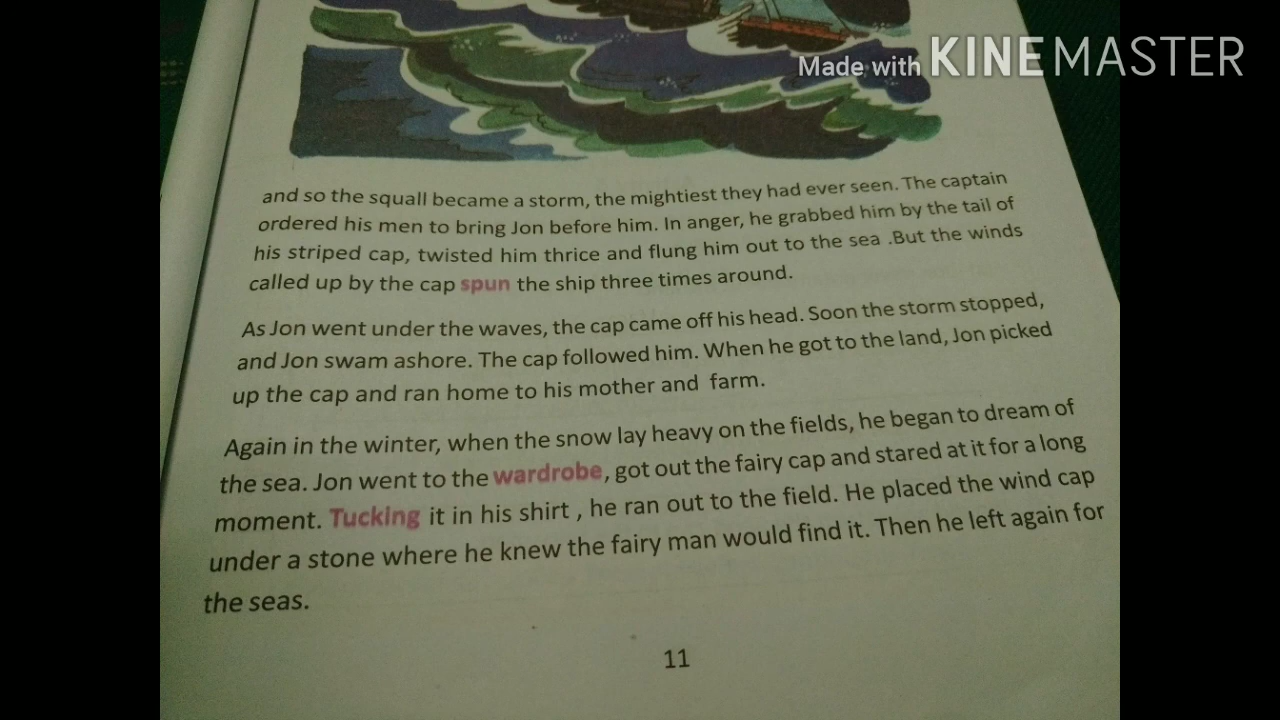 Made with KINEMASTER
and so the squall became a storm, the mightiest they had ever seen. The captain
ordered his men to bring Jon before him. In anger, he grabbed him by the tail of
his striped cap, twisted him thrice and flung him out to the sea .But the winds
called up by the cap spun the ship three times around.
As Jon went under the waves, the cap came off his head. Soon the storm stopped,
and Jon swam ashore. The cap followed him. When he got to the land, Jon picked
up the cap and ran home to his mother and farm.
Again in the winter, when the snow lay heavy on the fields, he began to dream of
the sea. Jon went to the wardrobe, got out the fairy cap and stared at it for a long
moment. Tucking it in his shirt , he ran out to the field. He placed the wind cap
under a stone where he knew the fairy man would find it. Then he left again for
the seas.
11